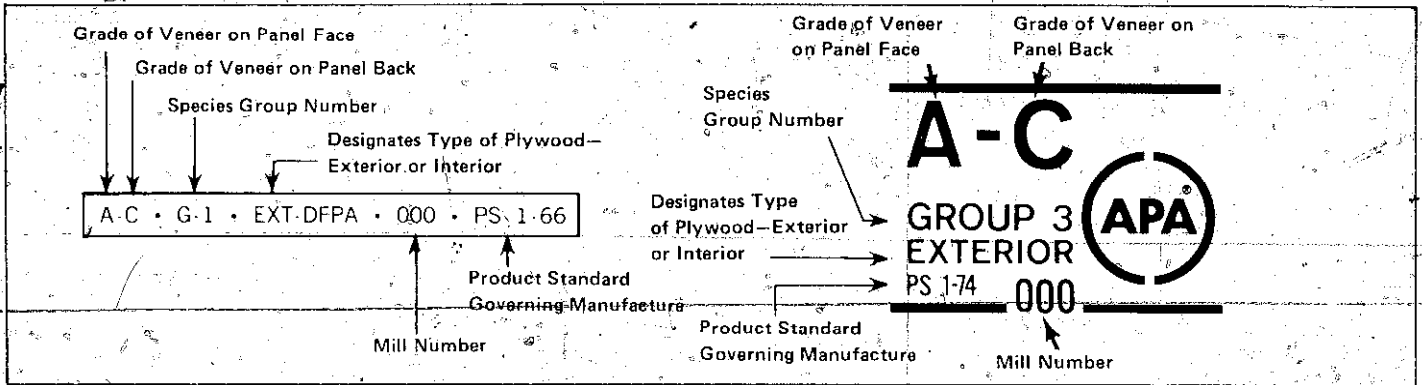 Grade of Veneer on Panel Face
Grade of Veneer on Panel Back
Species Group Number
Designates Type of Plywood—
Exterior or Interior
A-C • G-1 • EXT-DFPA • 000 • PS 1-66
Product Standard
Governing Manufacture
Mill Number
Grade of Veneer
on Panel Face
Grade of Veneer on
Panel Back
Species
Group Number
A-C
Designates Type
of Plywood—Exterior
or Interior
GROUP 3
EXTERIOR
PS 1-74 000
APA®
Product Standard
Governing Manufacture
Mill Number